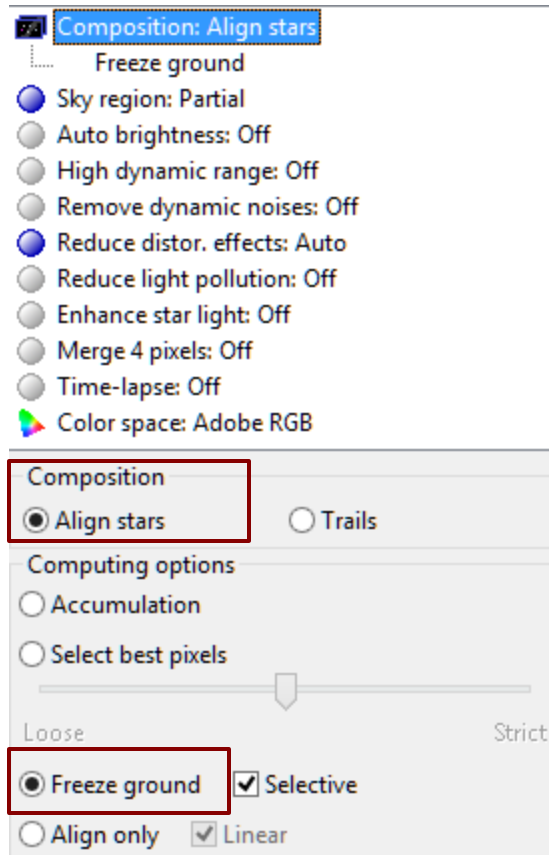 Composition: Align stars
Freeze ground
Sky region: Partial
Auto brightness: Off
High dynamic range: Off
Remove dynamic noises: Off
Reduce distor. effects: Auto
Reduce light pollution: Off
Enhance star light: Off
Merge 4 pixels: Off
Time-lapse: Off
Color space: Adobe RGB
Composition
Align stars Trails
Computing options
Accumulation
Select best pixels
Loose Strict
Freeze ground Selective
Align only Linear